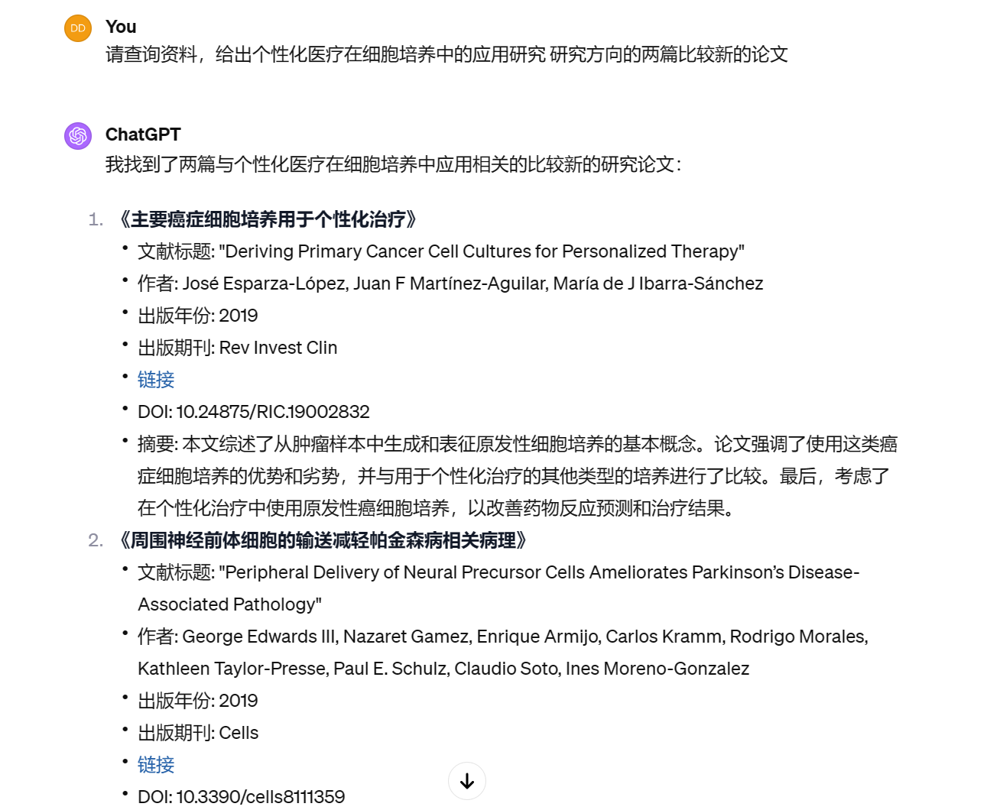 DD
You
请查询资料，给出个性化医疗在细胞培养中的应用研究 研究方向的两篇比较新的论文
ChatGPT
我找到了两篇与个性化医疗在细胞培养中应用相关的比较新的研究论文：
1. 《主要癌症细胞培养用于个性化治疗》
• 文献标题: "Deriving Primary Cancer Cell Cultures for Personalized Therapy"
• 作者: José Esparza-López, Juan F Martínez-Aguilar, María de J Ibarra-Sánchez
• 出版年份: 2019
• 出版期刊: Rev Invest Clin
• 链接
• DOI: 10.24875/RIC.19002832
• 摘要: 本文综述了从肿瘤样本中生成和表征原发性细胞培养的基本概念。论文强调了使用这类癌
症细胞培养的优势和劣势，并与用于个性化治疗的其他类型的培养进行了比较。最后，考虑了
在个性化治疗中使用原发性癌细胞培养，以改善药物反应预测和治疗结果。
2. 《周围神经前体细胞的输送减轻帕金森病相关病理》
• 文献标题: "Peripheral Delivery of Neural Precursor Cells Ameliorates Parkinson’s Disease-
Associated Pathology"
• 作者: George Edwards III, Nazaret Gamez, Enrique Armijo, Carlos Kramm, Rodrigo Morales,
Kathleen Taylor-Presse, Paul E. Schulz, Claudio Soto, Ines Moreno-Gonzalez
• 出版年份: 2019
• 出版期刊: Cells
• 链接
• DOI: 10.3390/cells8111359